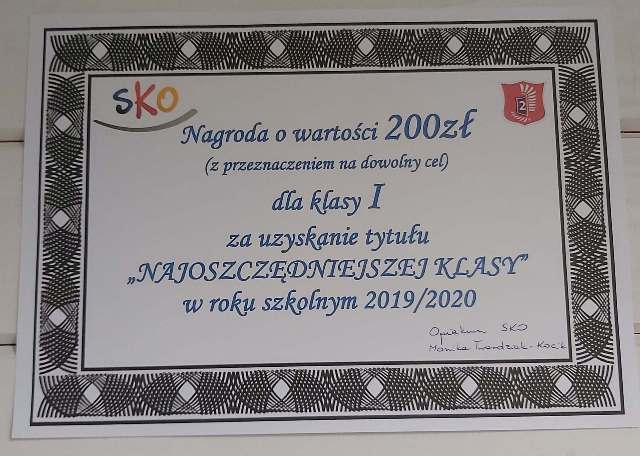 SKO
2
Nagroda o wartości 200zł
(z przeznaczeniem na dowolny cel)
dla klasy I
za uzyskanie tytułu
„NAJOSZCZĘDNIEJSZEJ KLASY”
w roku szkolnym 2019/2020
Opiekun SKO
Monika